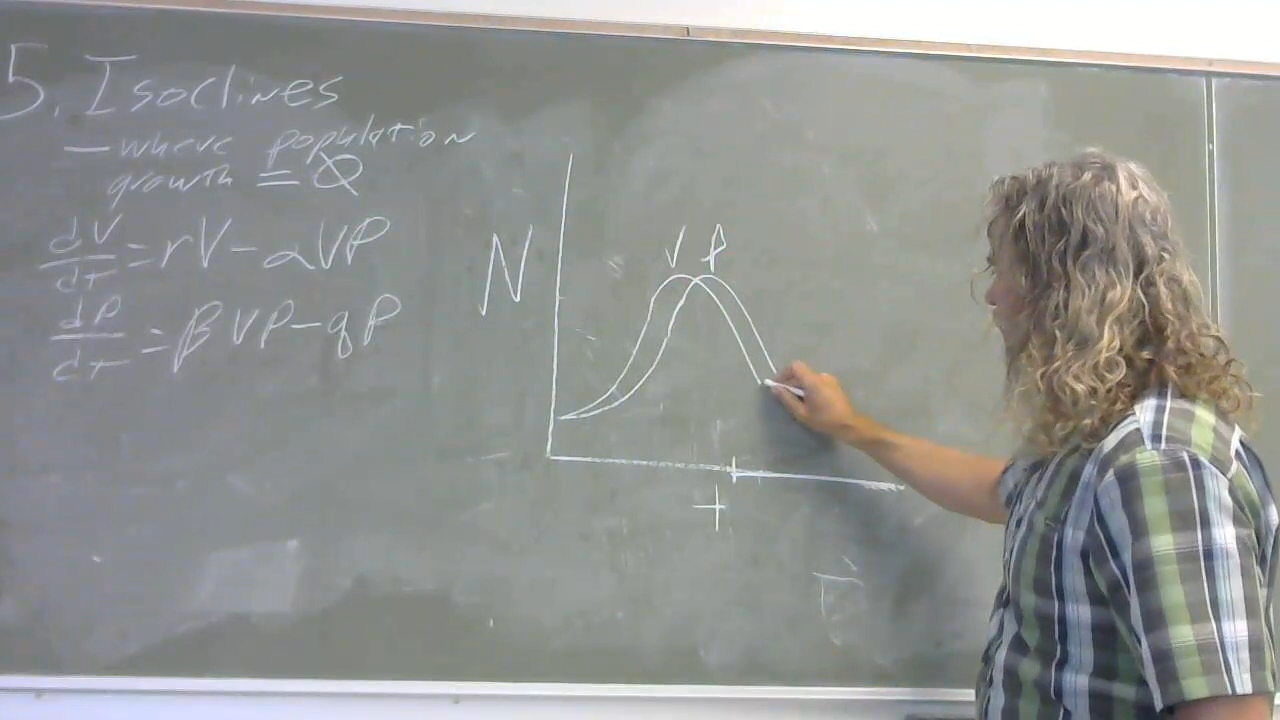 5. Isoclines
— where population
growth = 0
dV/dt = rV - αVP
dP/dt = βVP - qP
N
V P
t